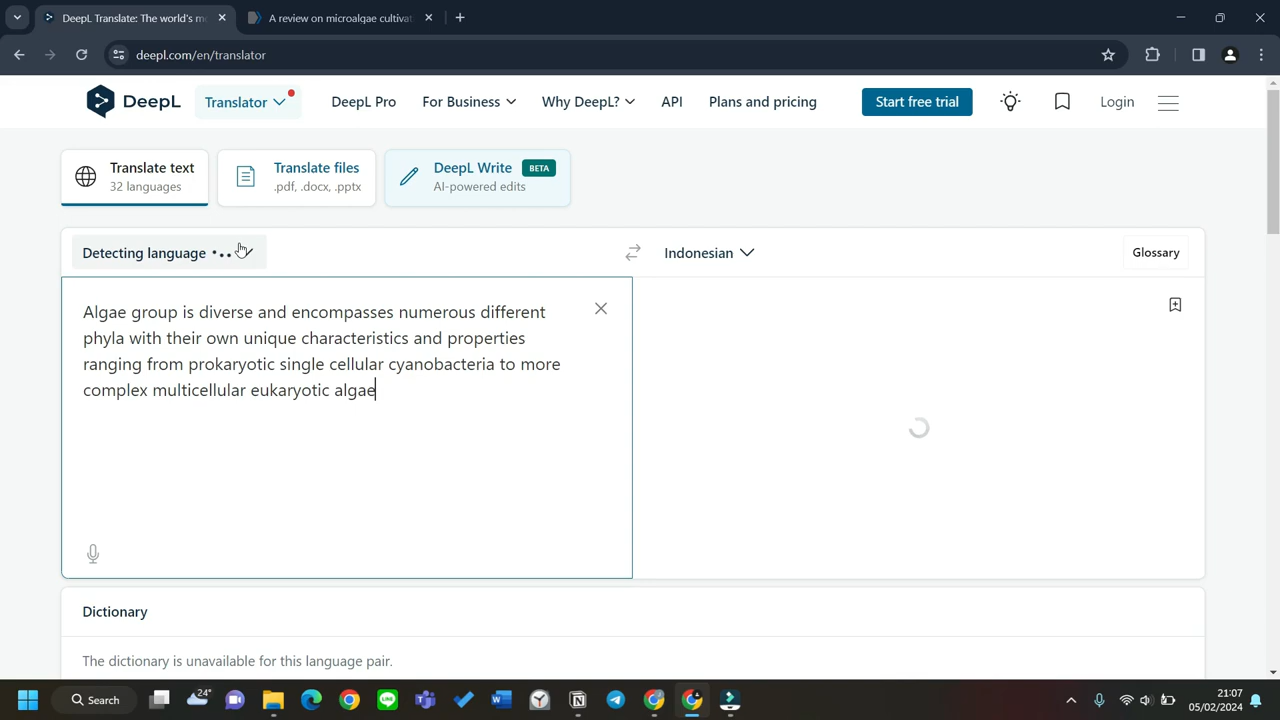 DeepL Translate: The world's m
A review on microalgae cultivat
deepl.com/en/translator
DeepL
Translator
DeepL Pro
For Business
Why DeepL?
API
Plans and pricing
Start free trial
Login
Translate text
32 languages
Translate files
.pdf, .docx, .pptx
DeepL Write BETA
AI-powered edits
Detecting language
Indonesian
Glossary
Algae group is diverse and encompasses numerous different
phyla with their own unique characteristics and properties
ranging from prokaryotic single cellular cyanobacteria to more
complex multicellular eukaryotic algae
Dictionary
The dictionary is unavailable for this language pair.
24°
Search
21:07
05/02/2024